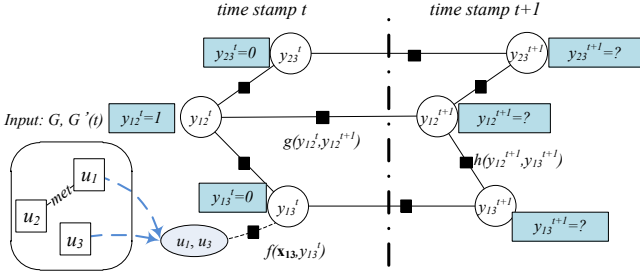 time stamp t
time stamp t+1
y₂₃ᵗ=0
y₂₃ᵗ
y₂₃ᵗ⁺¹
y₂₃ᵗ⁺¹=?
Input: G, G'(t)
y₁₂ᵗ=1
y₁₂ᵗ
y₁₂ᵗ⁺¹
y₁₂ᵗ⁺¹=?
g(y₁₂ᵗ,y₁₂ᵗ⁺¹)
h(y₁₂ᵗ⁺¹,y₁₃ᵗ⁺¹)
u₁
met
u₂
u₃
y₁₃ᵗ=0
y₁₃ᵗ
y₁₃ᵗ⁺¹
y₁₃ᵗ⁺¹=?
u₁, u₃
f(x₁₃,y₁₃ᵗ)